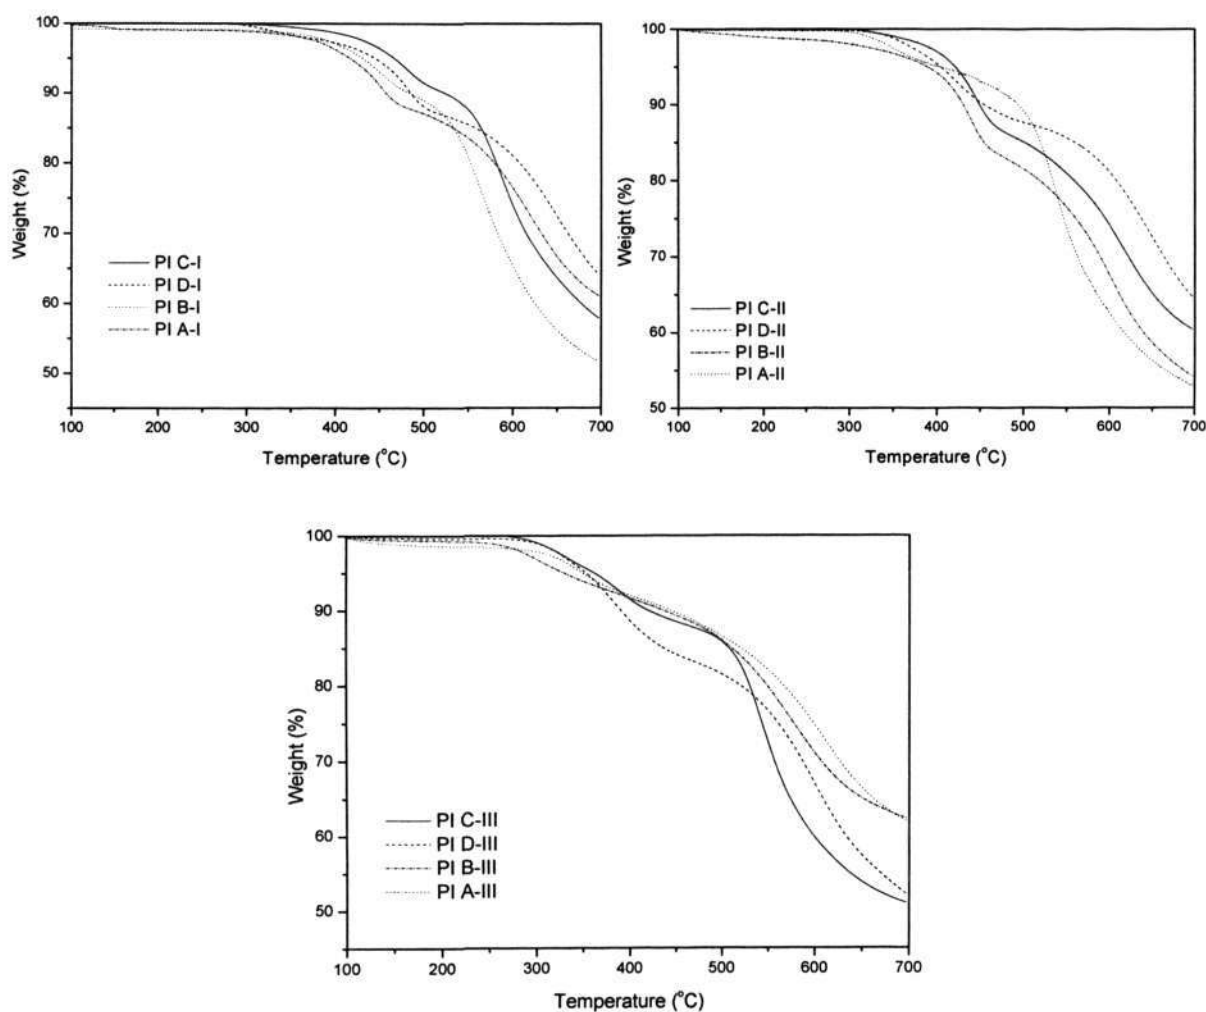 100
90
80
70
60
50
Weight (%)
PI C-I
PI D-I
PI B-I
PI A-I
100 200 300 400 500 600 700
Temperature (°C)
100
90
80
70
60
50
Weight (%)
PI C-II
PI D-II
PI B-II
PI A-II
100 200 300 400 500 600 700
Temperature (°C)
100
90
80
70
60
50
Weight (%)
PI C-III
PI D-III
PI B-III
PI A-III
100 200 300 400 500 600 700
Temperature (°C)